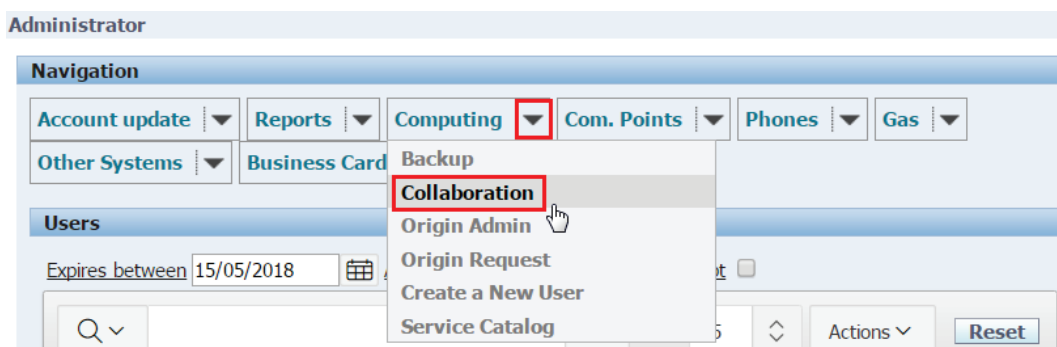 Administrator
Navigation
Account update Reports Computing Com. Points Phones Gas
Other Systems Business Card
Backup
Collaboration
Origin Admin
Origin Request
Create a New User
Service Catalog
Users
Expires between 15/05/2018
Actions Reset